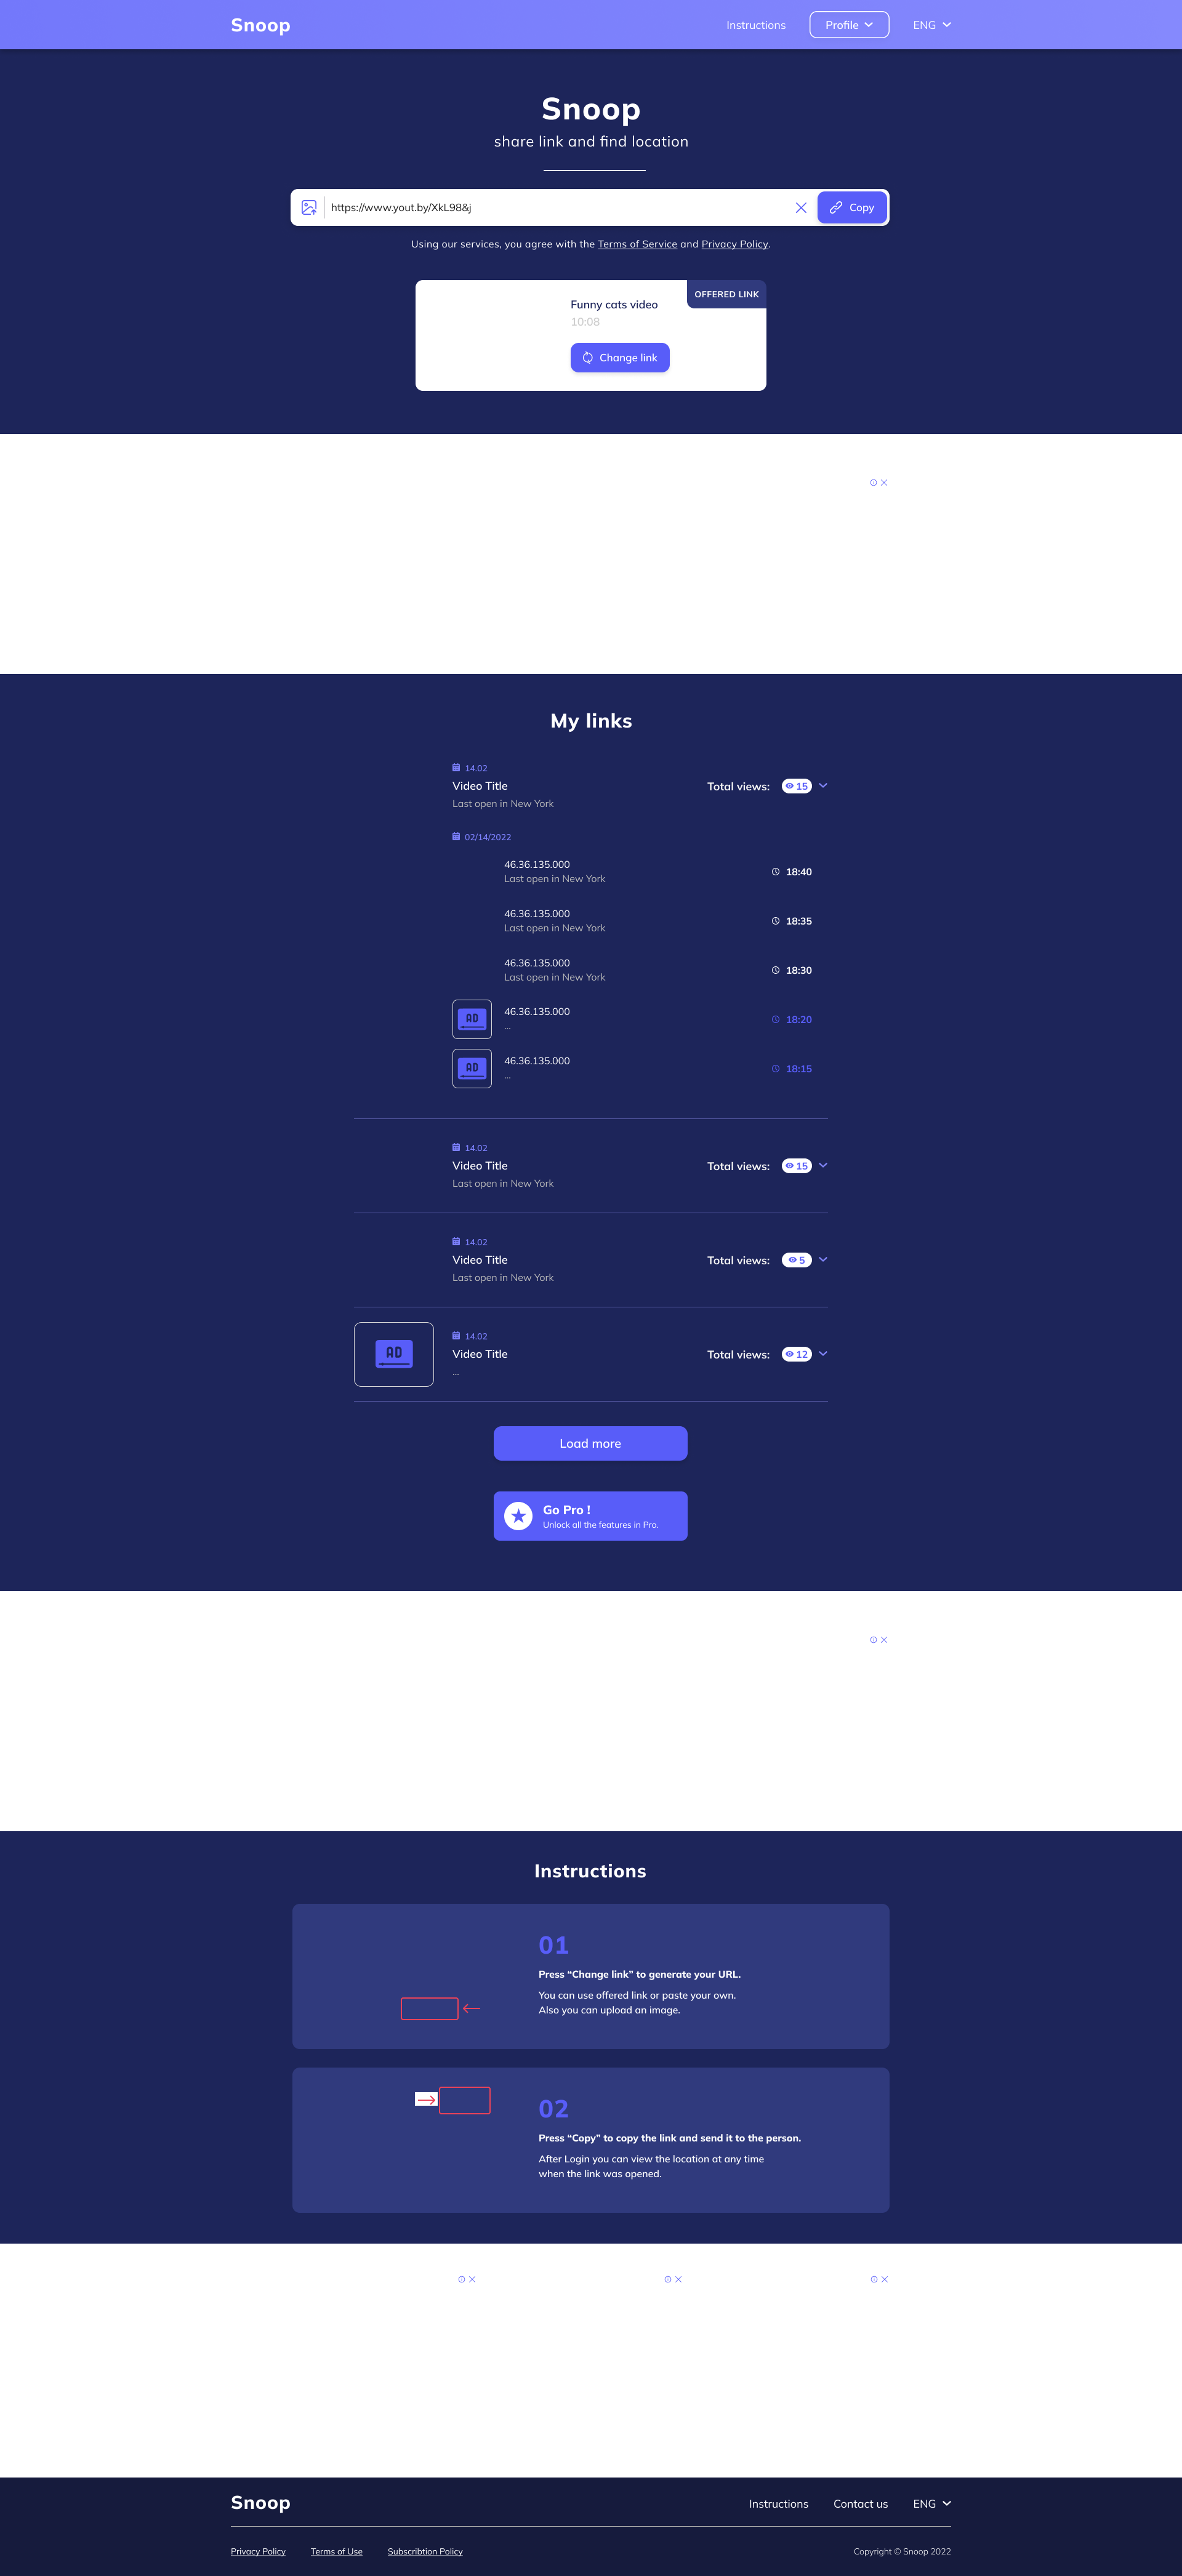 Snoop
Instructions
Profile
ENG
Snoop
share link and find location
https://www.yout.by/XkL98&j
Copy
Using our services, you agree with the Terms of Service and Privacy Policy.
OFFERED LINK
Funny cats video
10:08
Change link
My links
14.02
Video Title
Last open in New York
Total views:
15
02/14/2022
46.36.135.000
Last open in New York
18:40
46.36.135.000
Last open in New York
18:35
46.36.135.000
Last open in New York
18:30
AD
46.36.135.000
...
18:20
AD
46.36.135.000
...
18:15
14.02
Video Title
Last open in New York
Total views:
15
14.02
Video Title
Last open in New York
Total views:
5
AD
14.02
Video Title
...
Total views:
12
Load more
Go Pro !
Unlock all the features in Pro.
Instructions
01
Press “Change link” to generate your URL.
You can use offered link or paste your own.
Also you can upload an image.
02
Press “Copy” to copy the link and send it to the person.
After Login you can view the location at any time
when the link was opened.
Snoop
Instructions
Contact us
ENG
Privacy Policy
Terms of Use
Subscribtion Policy
Copyright © Snoop 2022